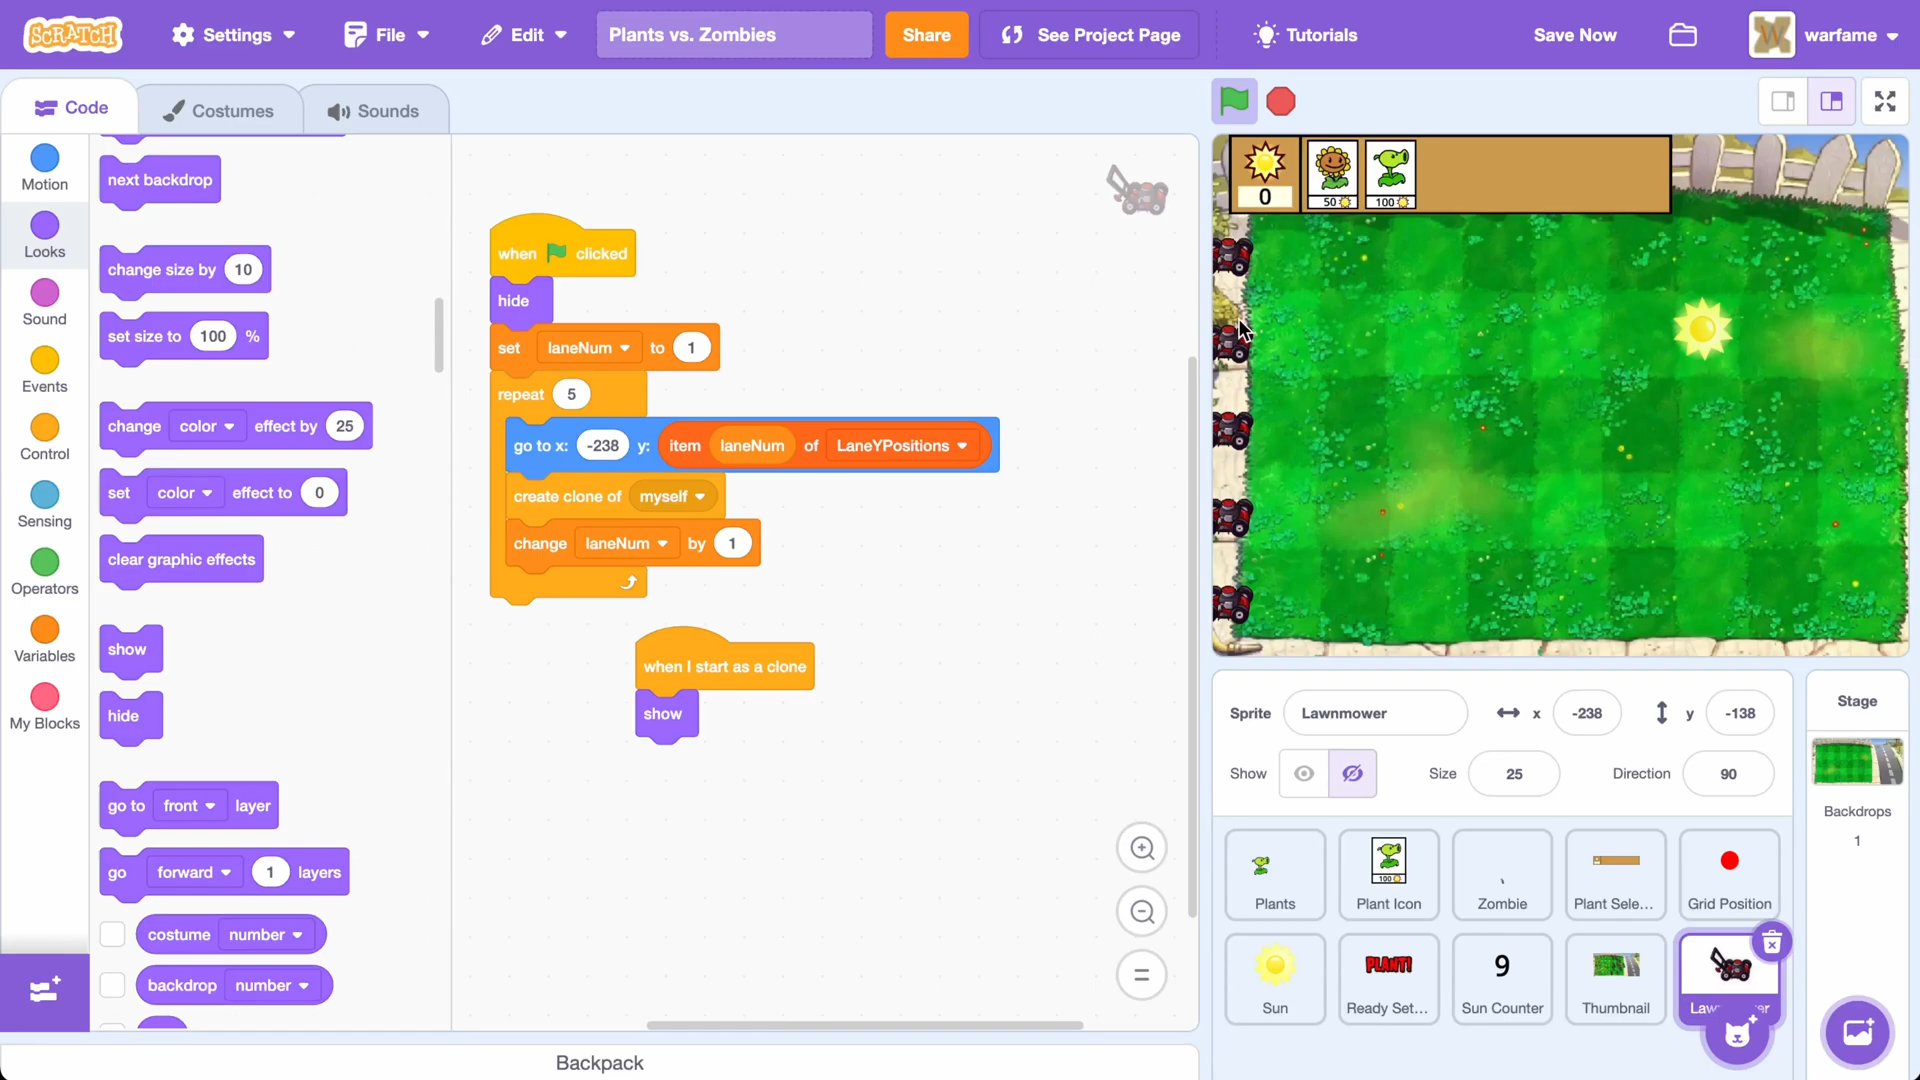 SCRATCH
Settings
File
Edit
Plants vs. Zombies
Share
See Project Page
Tutorials
Save Now
warfame
Code
Costumes
Sounds
Motion
Looks
Sound
Events
Control
Sensing
Operators
Variables
My Blocks
next backdrop
change size by 10
set size to 100 %
change color effect by 25
set color effect to 0
clear graphic effects
show
hide
go to front layer
go forward 1 layers
costume number
backdrop number
when clicked
hide
set laneNum to 1
repeat 5
go to x: -238 y: item laneNum of LaneYPositions
create clone of myself
change laneNum by 1
when I start as a clone
show
Backpack
0
50
100
Sprite Lawnmower x -238 y -138
Show Size 25 Direction 90
Plants
100
Plant Icon
Zombie
Plant Sele...
Grid Position
Sun
PLANT!
Ready Set...
9
Sun Counter
Thumbnail
Stage
Backdrops
1